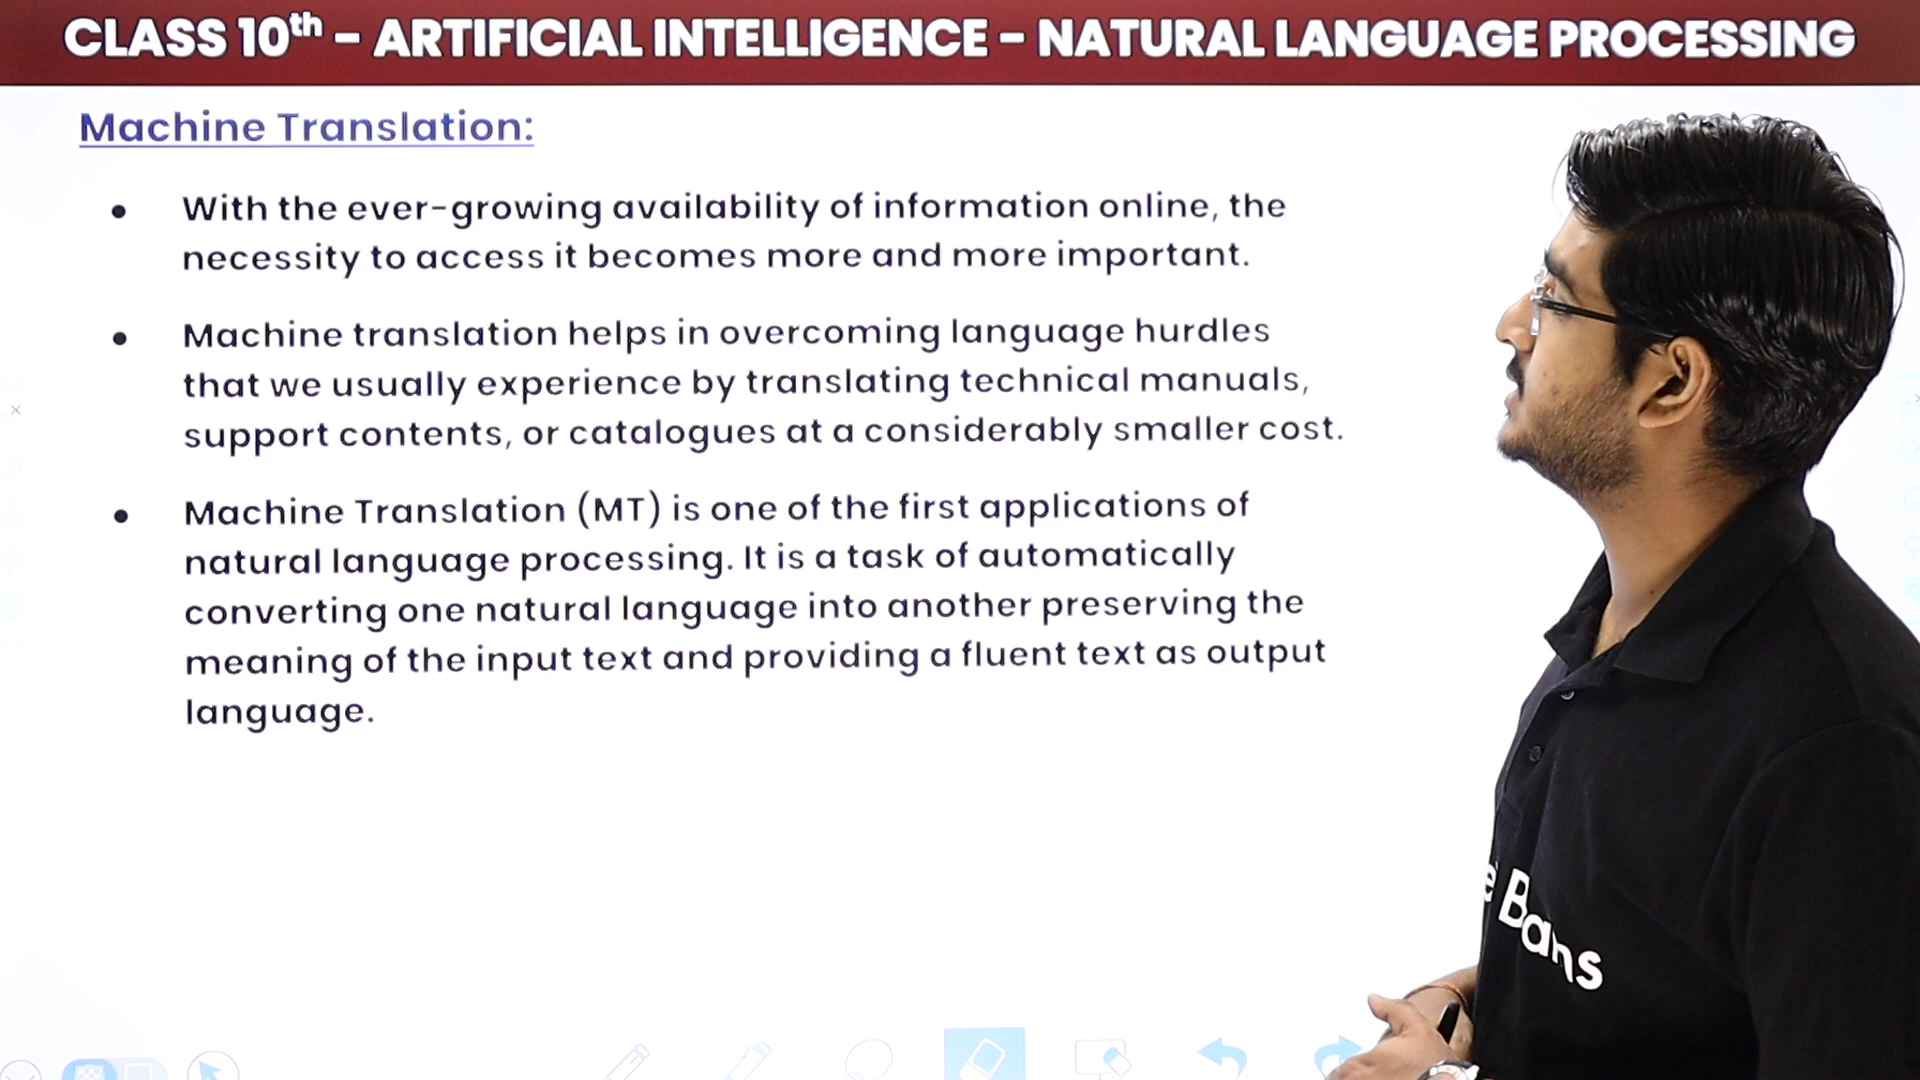 CLASS 10th – ARTIFICIAL INTELLIGENCE – NATURAL LANGUAGE PROCESSING
Machine Translation:
• With the ever-growing availability of information online, the
necessity to access it becomes more and more important.
• Machine translation helps in overcoming language hurdles
that we usually experience by translating technical manuals,
support contents, or catalogues at a considerably smaller cost.
• Machine Translation (MT) is one of the first applications of
natural language processing. It is a task of automatically
converting one natural language into another preserving the
meaning of the input text and providing a fluent text as output
language.
e Bans